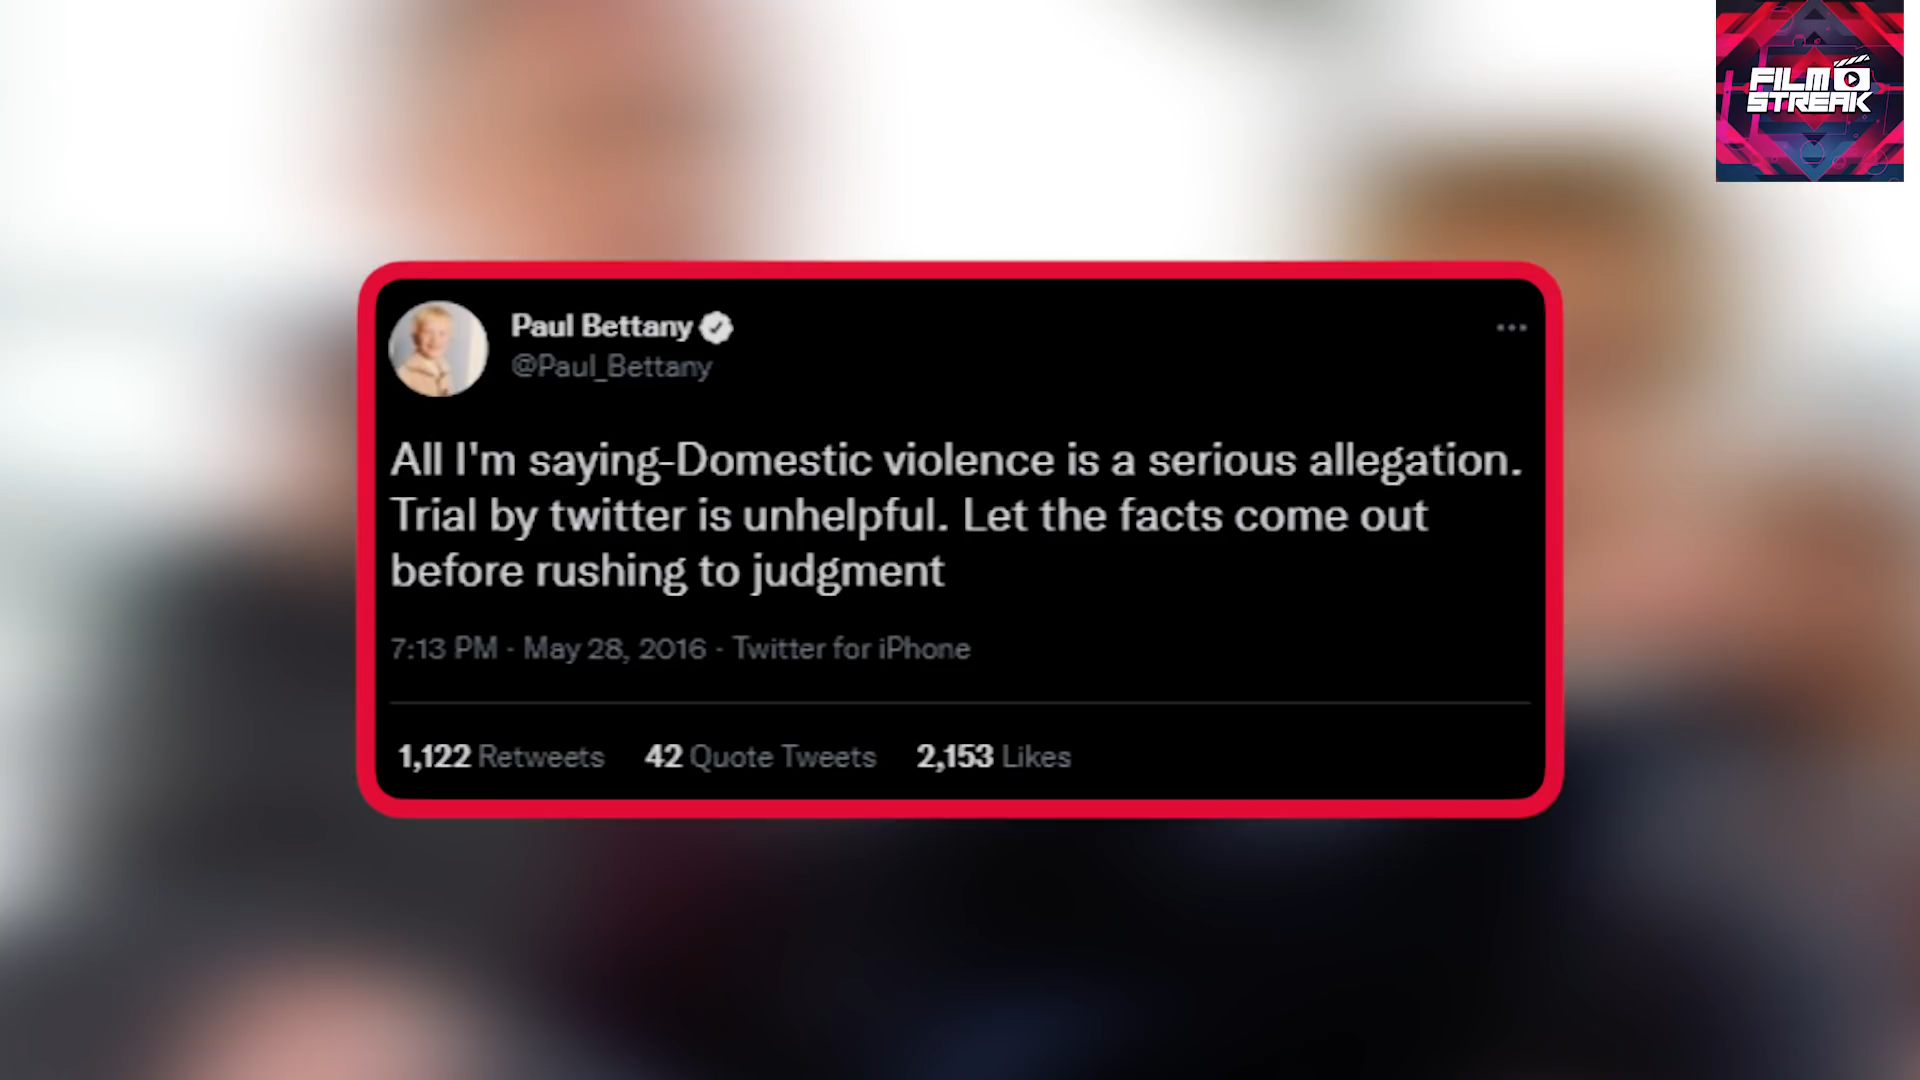 FILM
STREAK
Paul Bettany
@Paul_Bettany
All I'm saying-Domestic violence is a serious allegation.
Trial by twitter is unhelpful. Let the facts come out
before rushing to judgment
7:13 PM · May 28, 2016 · Twitter for iPhone
1,122 Retweets 42 Quote Tweets 2,153 Likes